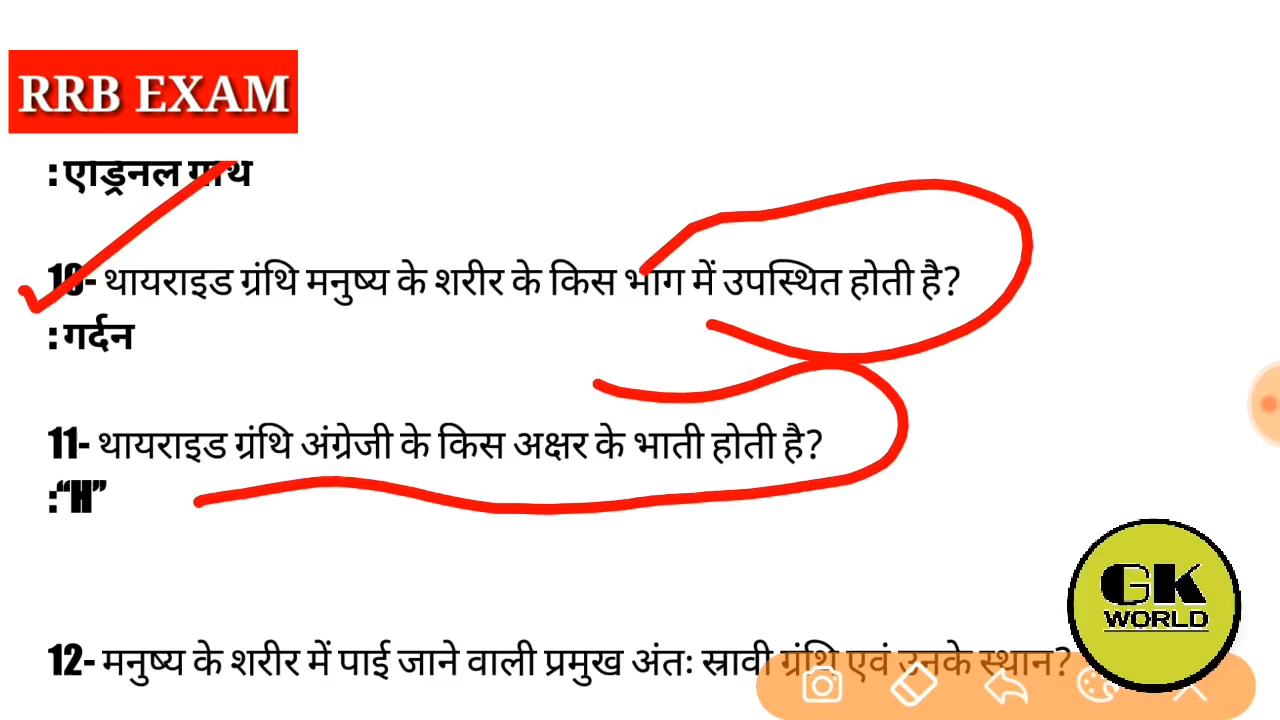 RRB EXAM
: एड्रिनल ग्रंथि
10- थायराइड ग्रंथि मनुष्य के शरीर के किस भाग में उपस्थित होती है?
: गर्दन
11- थायराइड ग्रंथि अंग्रेजी के किस अक्षर के भाती होती है?
:“H”
GK
WORLD
12- मनुष्य के शरीर में पाई जाने वाली प्रमुख अंतः स्रावी ग्रंथि एवं उनके स्थान?